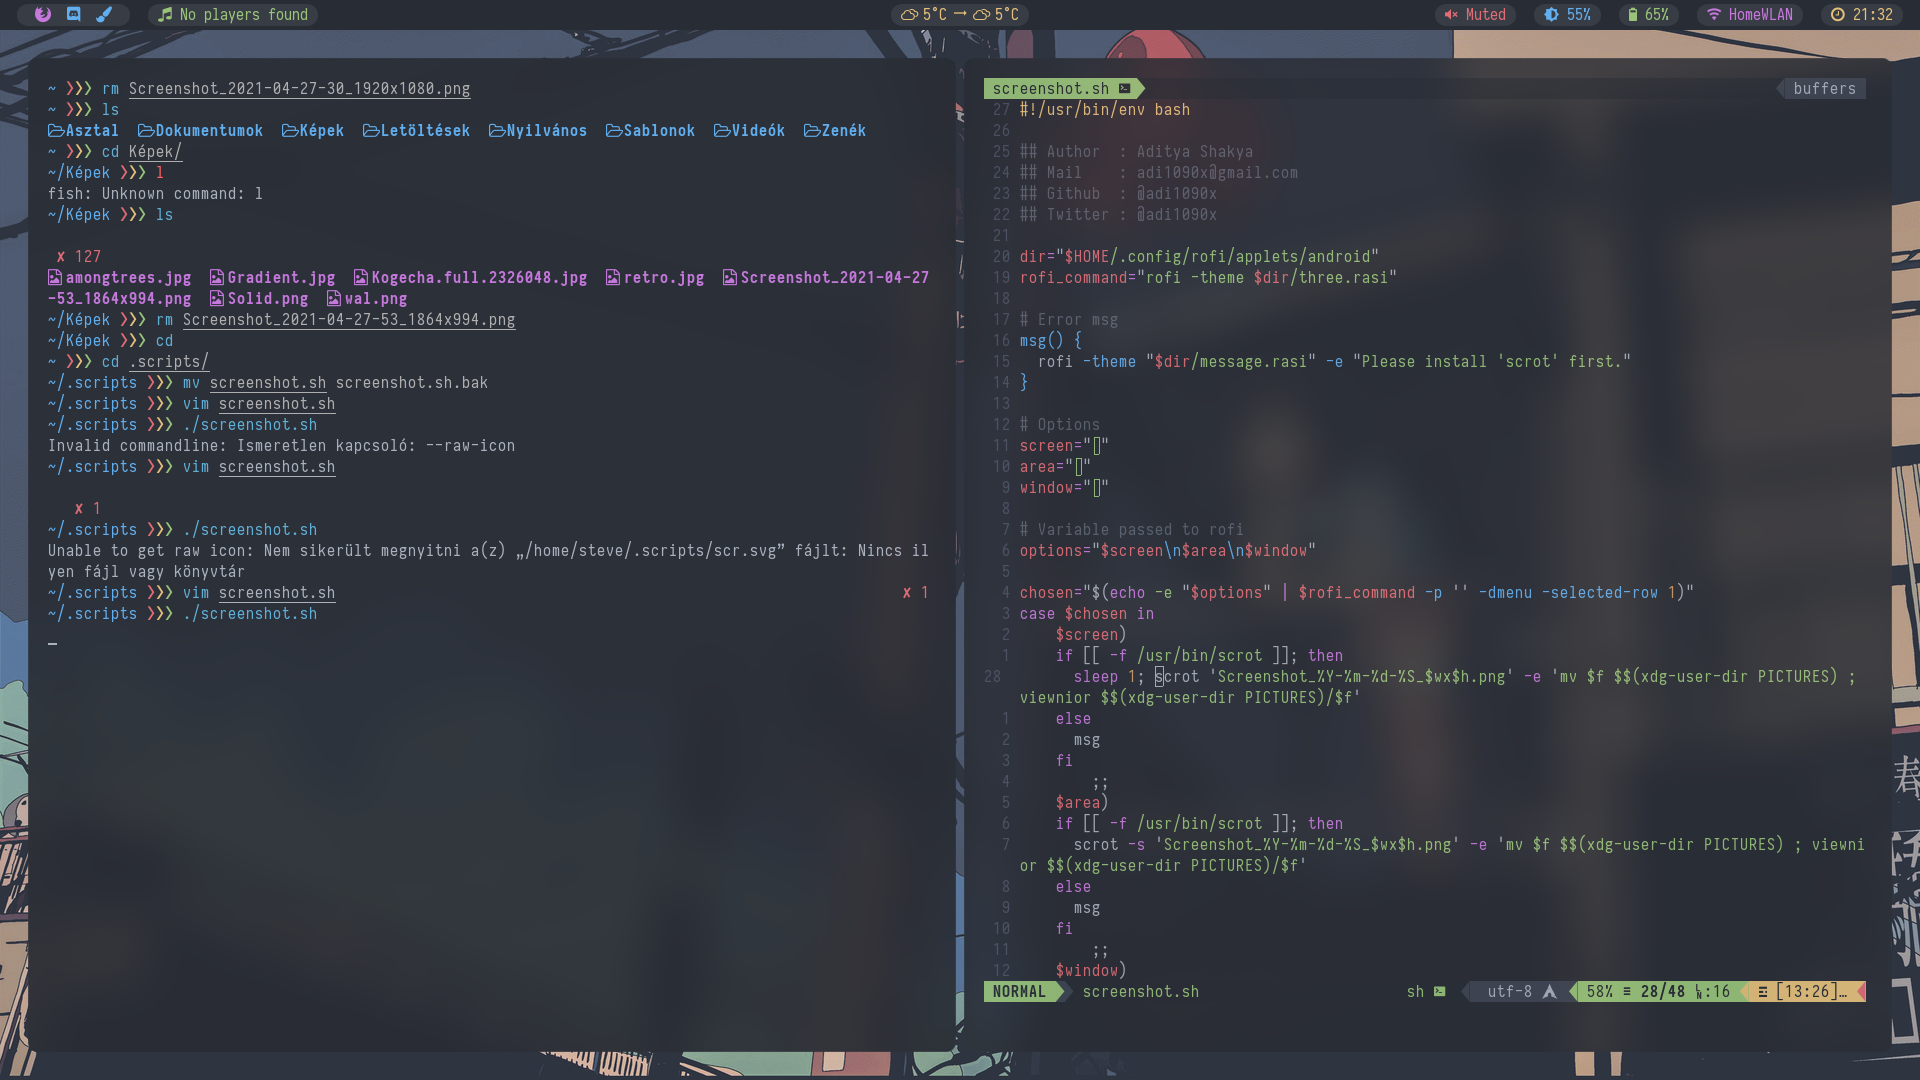 No players found
5°C → 5°C
Muted
55%
65%
HomeWLAN
21:32
~ ❯❯❯ rm Screenshot_2021-04-27-30_1920x1080.png
~ ❯❯❯ ls
Asztal Dokumentumok Képek Letöltések Nyilvános Sablonok Videók Zenék
~ ❯❯❯ cd Képek/
~/Képek ❯❯❯ l
fish: Unknown command: l
~/Képek ❯❯❯ ls
✘ 127
amongtrees.jpg Gradient.jpg Kogecha.full.2326048.jpg retro.jpg Screenshot_2021-04-27
-53_1864x994.png Solid.png wal.png
~/Képek ❯❯❯ rm Screenshot_2021-04-27-53_1864x994.png
~/Képek ❯❯❯ cd
~ ❯❯❯ cd .scripts/
~/.scripts ❯❯❯ mv screenshot.sh screenshot.sh.bak
~/.scripts ❯❯❯ vim screenshot.sh
~/.scripts ❯❯❯ ./screenshot.sh
Invalid commandline: Ismeretlen kapcsoló: --raw-icon
~/.scripts ❯❯❯ vim screenshot.sh
✘ 1
~/.scripts ❯❯❯ ./screenshot.sh
Unable to get raw icon: Nem sikerült megnyitni a(z) „/home/steve/.scripts/scr.svg” fájlt: Nincs il
yen fájl vagy könyvtár
~/.scripts ❯❯❯ vim screenshot.sh ✘ 1
~/.scripts ❯❯❯ ./screenshot.sh
screenshot.sh buffers
27 #!/usr/bin/env bash
26
25 ## Author  : Aditya Shakya
24 ## Mail    : adi1090x@gmail.com
23 ## Github  : @adi1090x
22 ## Twitter : @adi1090x
21
20 dir="$HOME/.config/rofi/applets/android"
19 rofi_command="rofi -theme $dir/three.rasi"
18
17 # Error msg
16 msg() {
15   rofi -theme "$dir/message.rasi" -e "Please install 'scrot' first."
14 }
13
12 # Options
11 screen="▯"
10 area="▯"
9 window="▯"
8
7 # Variable passed to rofi
6 options="$screen\n$area\n$window"
5
4 chosen="$(echo -e "$options" | $rofi_command -p '' -dmenu -selected-row 1)"
3 case $chosen in
2     $screen)
1     if [[ -f /usr/bin/scrot ]]; then
28       sleep 1; scrot 'Screenshot_%Y-%m-%d-%S_$wx$h.png' -e 'mv $f $$(xdg-user-dir PICTURES) ;
viewnior $$(xdg-user-dir PICTURES)/$f'
1     else
2       msg
3     fi
4         ;;
5     $area)
6     if [[ -f /usr/bin/scrot ]]; then
7       scrot -s 'Screenshot_%Y-%m-%d-%S_$wx$h.png' -e 'mv $f $$(xdg-user-dir PICTURES) ; viewni
or $$(xdg-user-dir PICTURES)/$f'
8     else
9       msg
10     fi
11         ;;
12     $window)
NORMAL screenshot.sh sh utf-8 58% ≡ 28/48 :16 [13:26]…
春